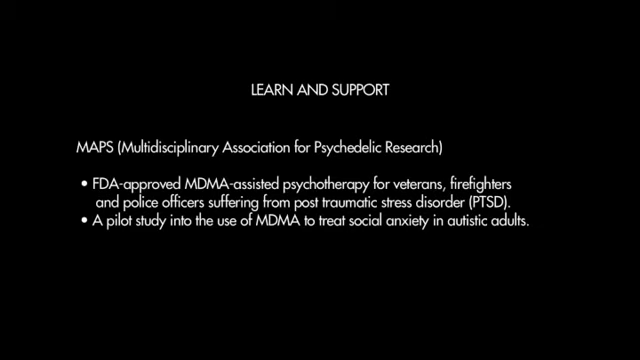 LEARN AND SUPPORT
MAPS (Multidisciplinary Association for Psychedelic Research)
• FDA-approved MDMA-assisted psychotherapy for veterans, firefighters
and police officers suffering from post traumatic stress disorder (PTSD).
• A pilot study into the use of MDMA to treat social anxiety in autistic adults.